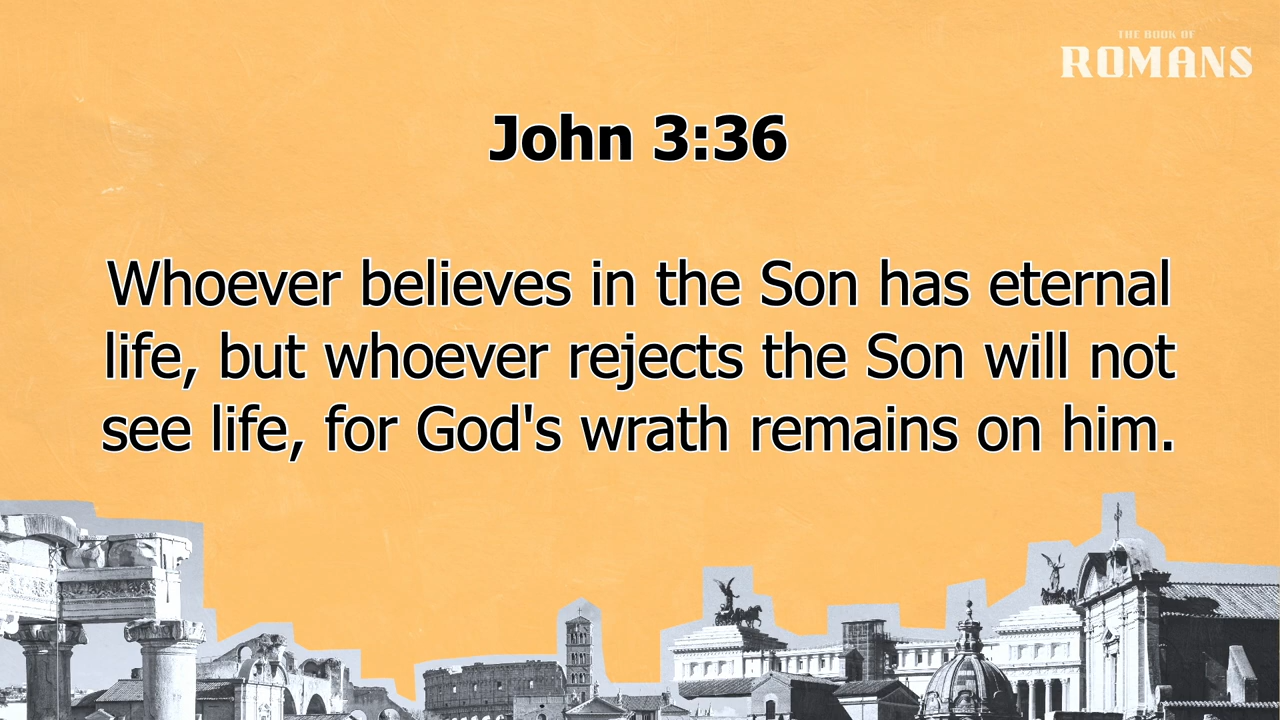 THE BOOK OF
ROMANS
John 3:36
Whoever believes in the Son has eternal
life, but whoever rejects the Son will not
see life, for God's wrath remains on him.